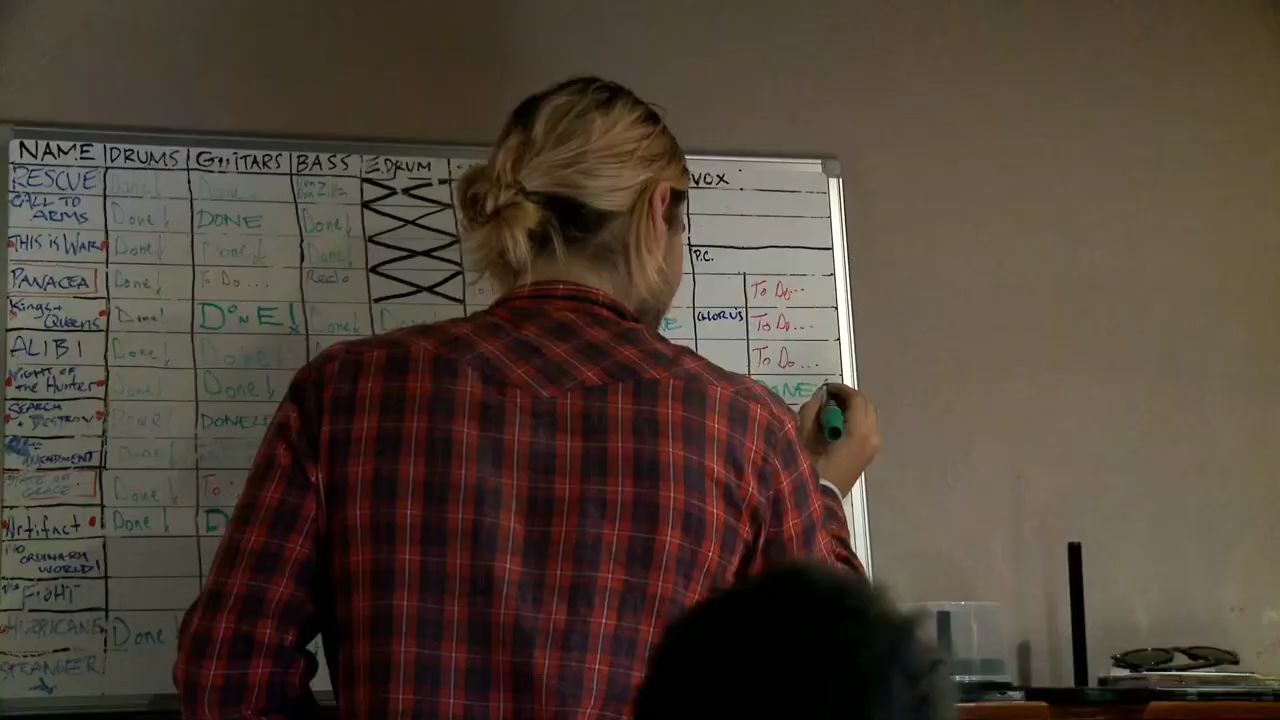 NAME DRUMS GUITARS BASS E.DRUM VOX
RESCUE Done! Done
CALL TO
ARMS Done! DONE Done!
THIS IS WAR Done! Done! Done
P.C.
PANACEA Done! To Do... Redo To Do...
Kings +
Queens Done! DONE! Done! CHORUS To Do...
ALIBI Done! Done! To Do...
NIGHT OF
the Hunter Done! Done! DONE
SEARCH
+ DESTROY Done!
AMENDMENT
STATE OF
GRACE Done! To
Artifact Done!
NO
ORDINARY
WORLD!
FIGHT
HURRICANE Done!
STRANGER